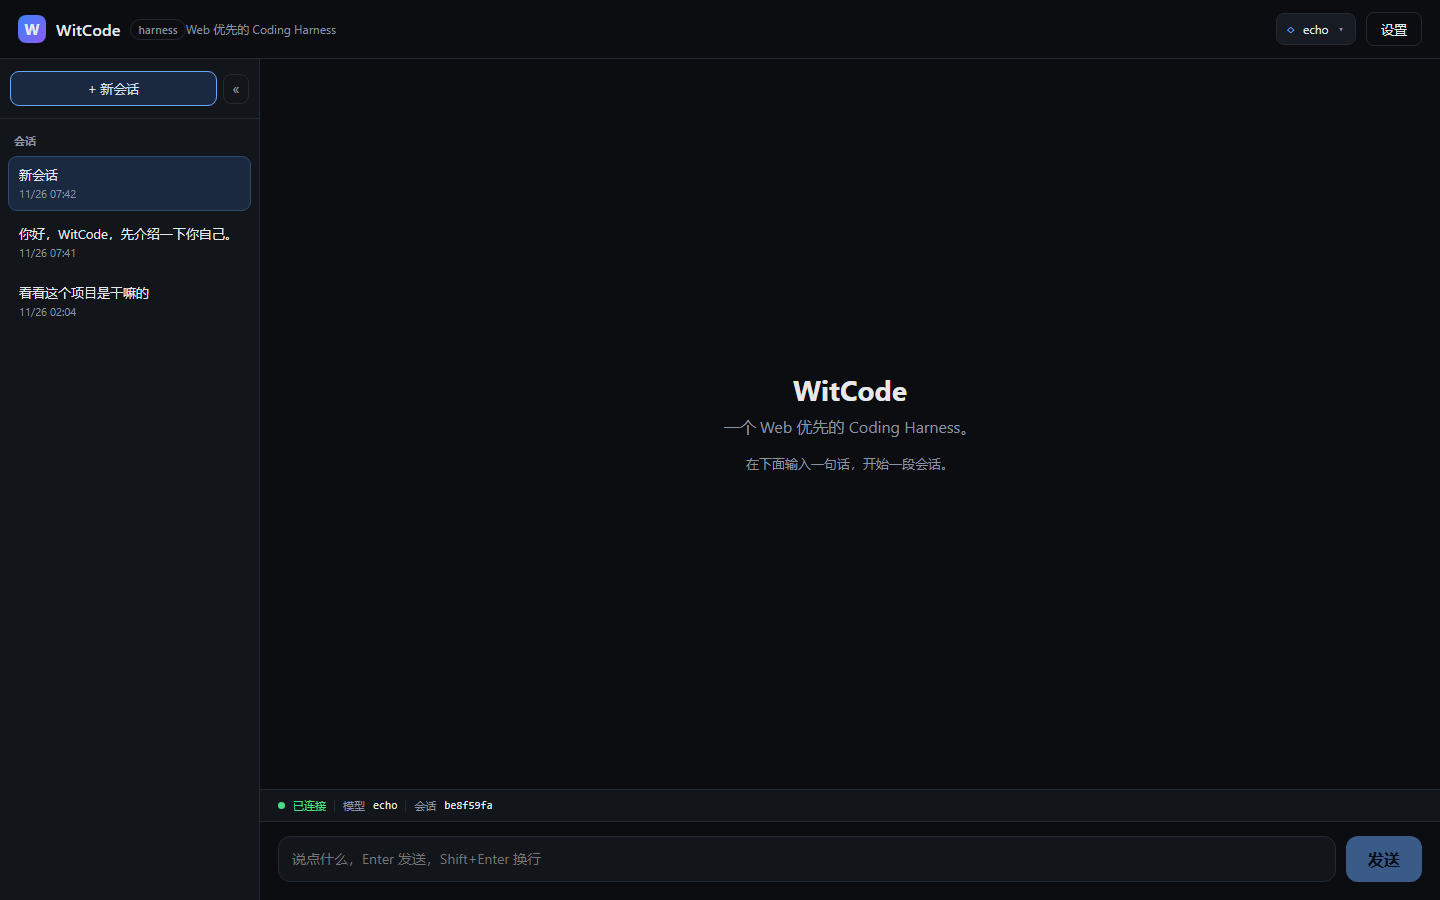 W WitCode harness Web 优先的 Coding Harness
echo 设置
+ 新会话 «
会话
新会话
11/26 07:42
你好，WitCode，先介绍一下你自己。
11/26 07:41
看看这个项目是干嘛的
11/26 02:04
WitCode
一个 Web 优先的 Coding Harness。
在下面输入一句话，开始一段会话。
已连接 模型 echo 会话 be8f59fa
说点什么，Enter 发送，Shift+Enter 换行
发送